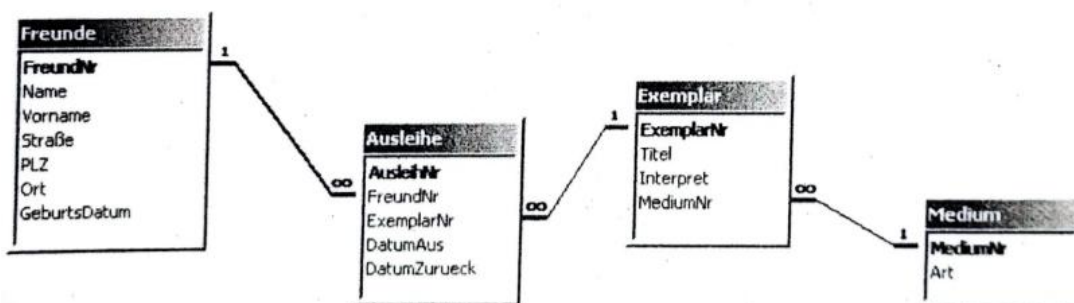 Freunde
FreundNr
Name
Vorname
Straße
PLZ
Ort
GeburtsDatum
1
∞
Ausleihe
AusleihNr
FreundNr
ExemplarNr
DatumAus
DatumZurueck
∞
1
Exemplar
ExemplarNr
Titel
Interpret
MediumNr
∞
1
Medium
MediumNr
Art